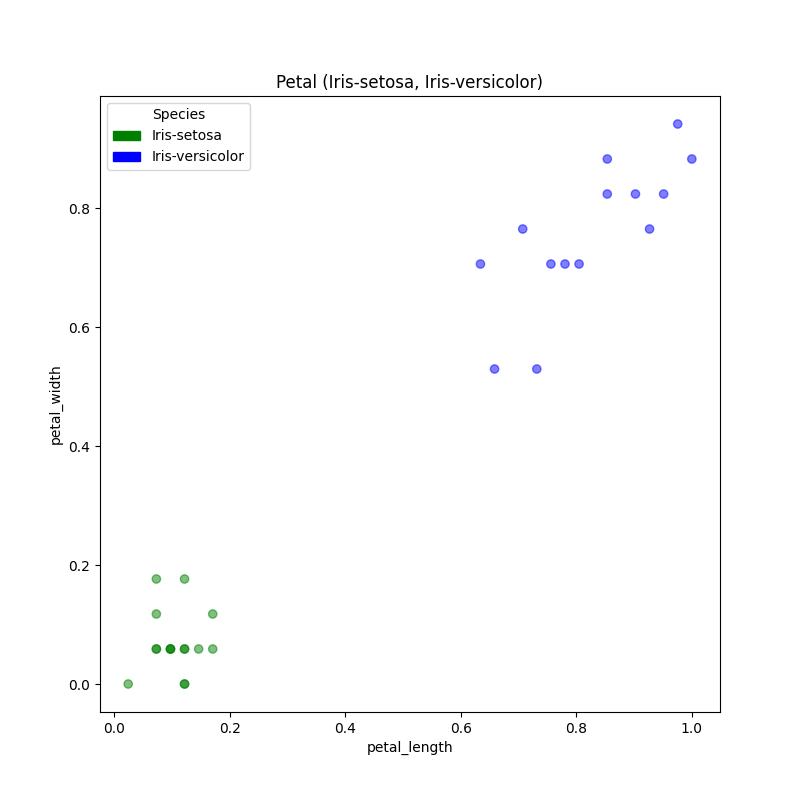 Petal (Iris-setosa, Iris-versicolor)
Species
Iris-setosa
Iris-versicolor
petal_width
0.8
0.6
0.4
0.2
0.0
0.0 0.2 0.4 0.6 0.8 1.0
petal_length